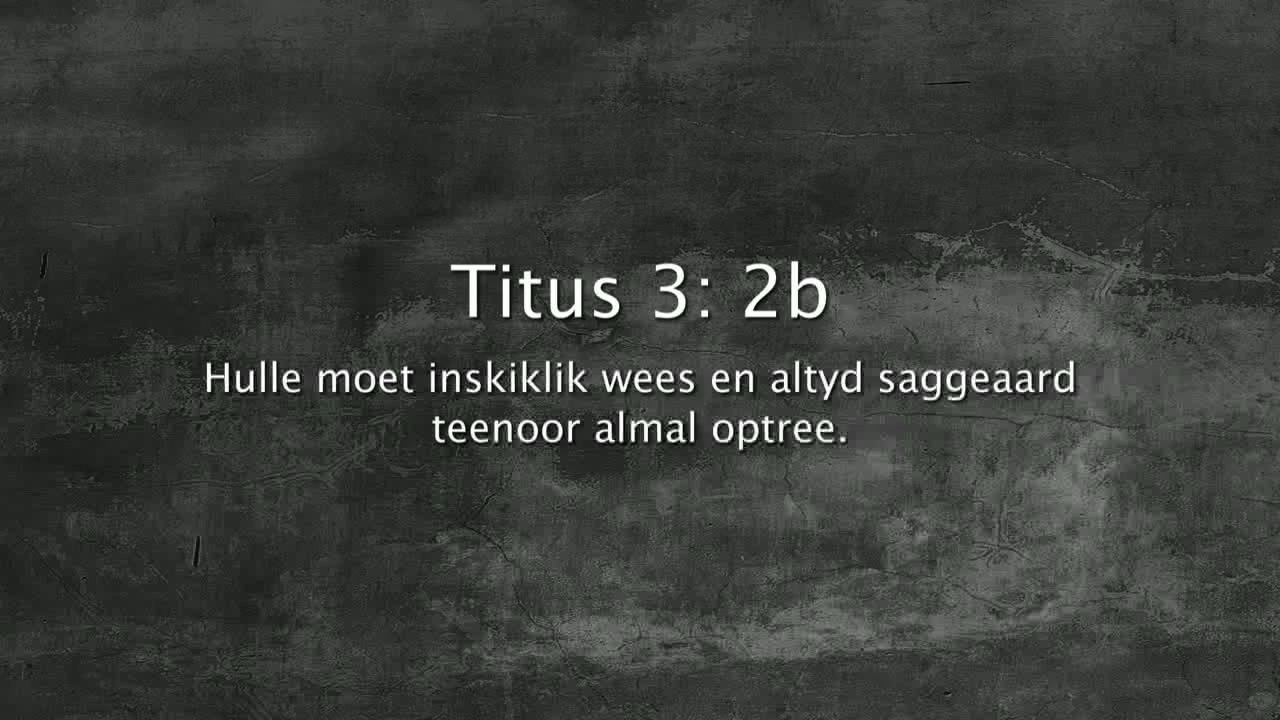 Titus 3: 2b
Hulle moet inskiklik wees en altyd saggeaard
teenoor almal optree.